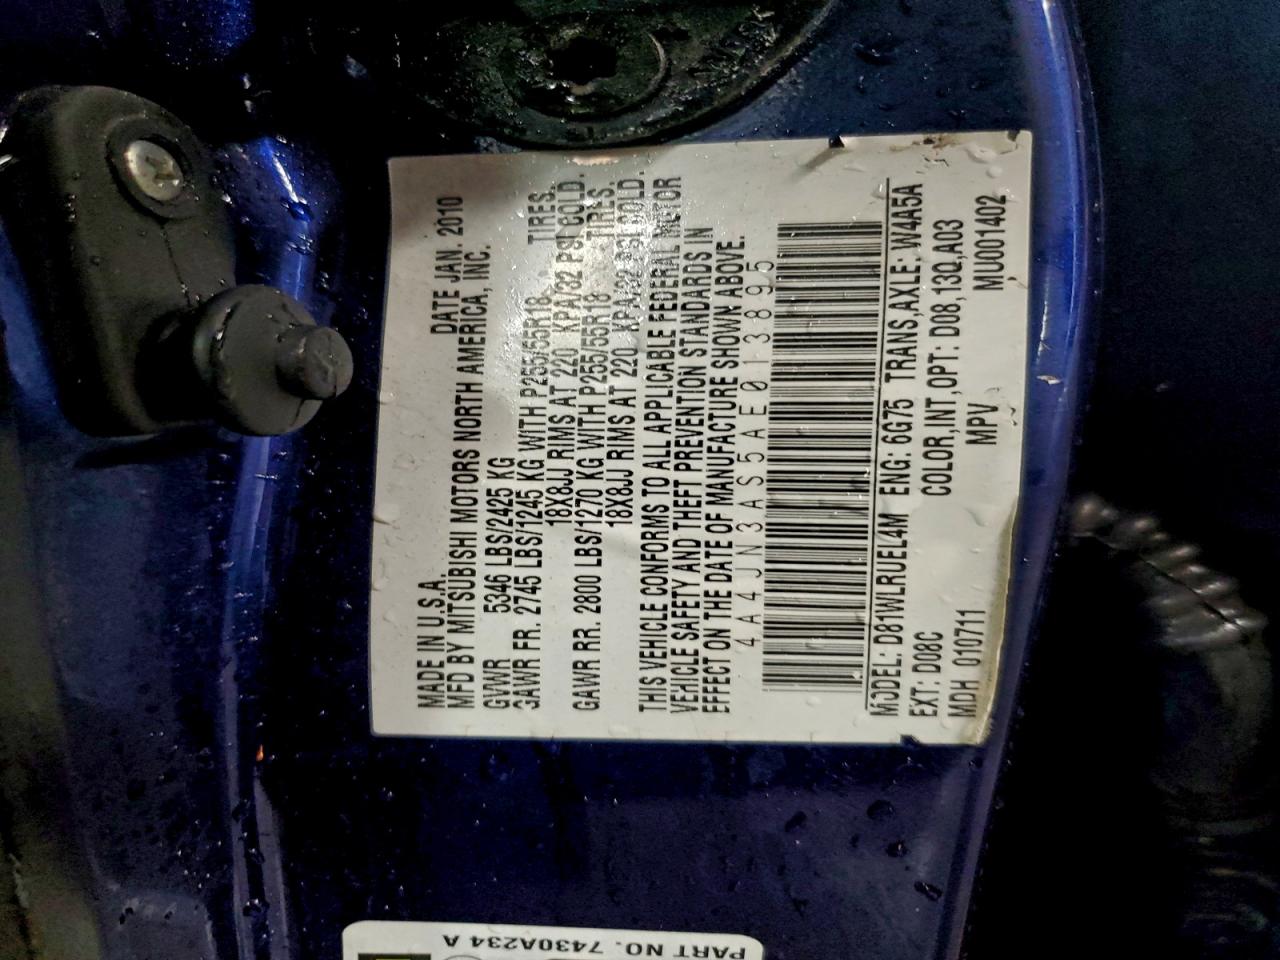 MADE IN U.S.A. DATE JAN. 2010
MFD BY MITSUBISHI MOTORS NORTH AMERICA, INC.
GVWR 5346 LBS/2425 KG
GAWR FR. 2745 LBS/1245 KG WITH P255/55R18 TIRES.
18X8JJ RIMS AT 220 KPA/32 PSI COLD.
GAWR RR. 2800 LBS/1270 KG WITH P255/55R18 TIRES.
18X8JJ RIMS AT 220 KPA/32 PSI COLD.
THIS VEHICLE CONFORMS TO ALL APPLICABLE FEDERAL MOTOR
VEHICLE SAFETY AND THEFT PREVENTION STANDARDS IN
EFFECT ON THE DATE OF MANUFACTURE SHOWN ABOVE.
4A4JN3AS5AE013895
MODEL: D81WLRUEL4M ENG: 6G75 TRANS,AXLE: W4A5A
EXT: D08C COLOR,INT,OPT: D08,13Q,A03
MDH 010711 MPV MU001402
PART NO. 7430A234 A